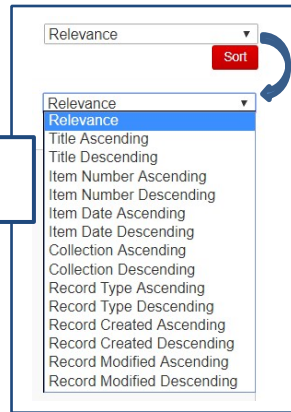 Relevance
Sort
Relevance
Relevance
Title Ascending
Title Descending
Item Number Ascending
Item Number Descending
Item Date Ascending
Item Date Descending
Collection Ascending
Collection Descending
Record Type Ascending
Record Type Descending
Record Created Ascending
Record Created Descending
Record Modified Ascending
Record Modified Descending